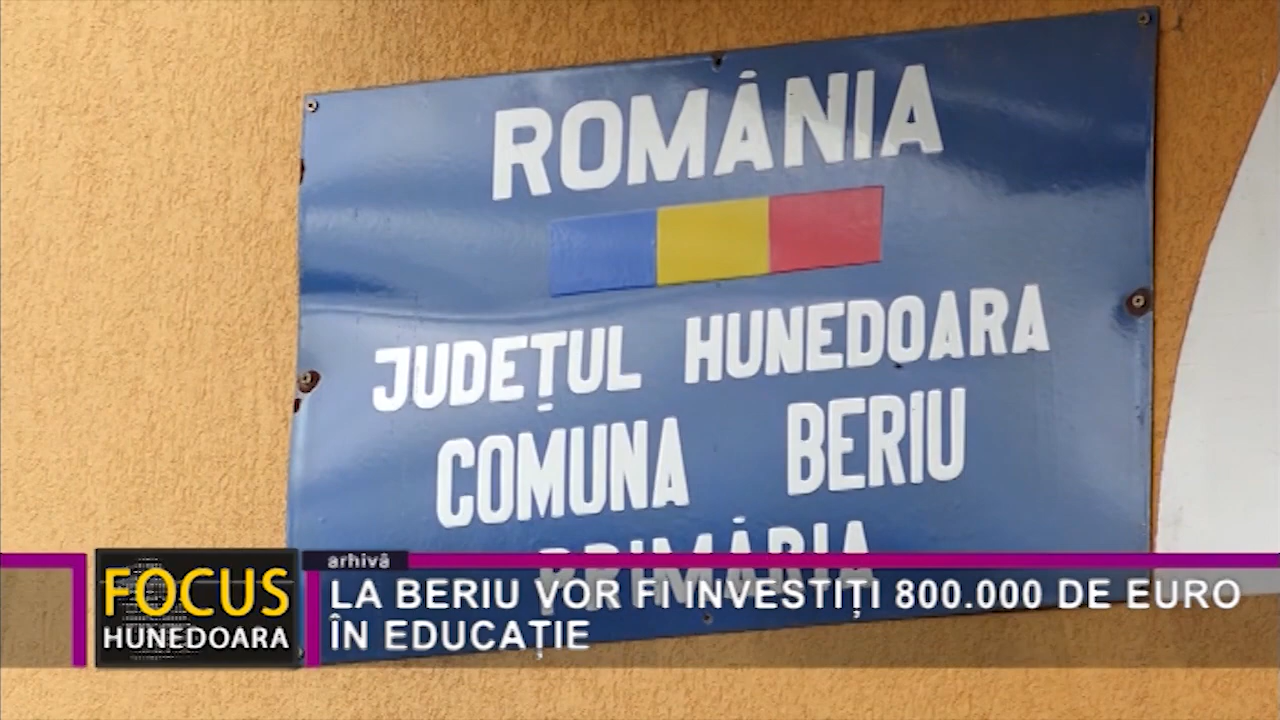 ROMÂNIA
JUDEȚUL HUNEDOARA
COMUNA BERIU
PRIMĂRIA
arhivă
FOCUS
HUNEDOARA
LA BERIU VOR FI INVESTIȚI 800.000 DE EURO
ÎN EDUCAȚIE